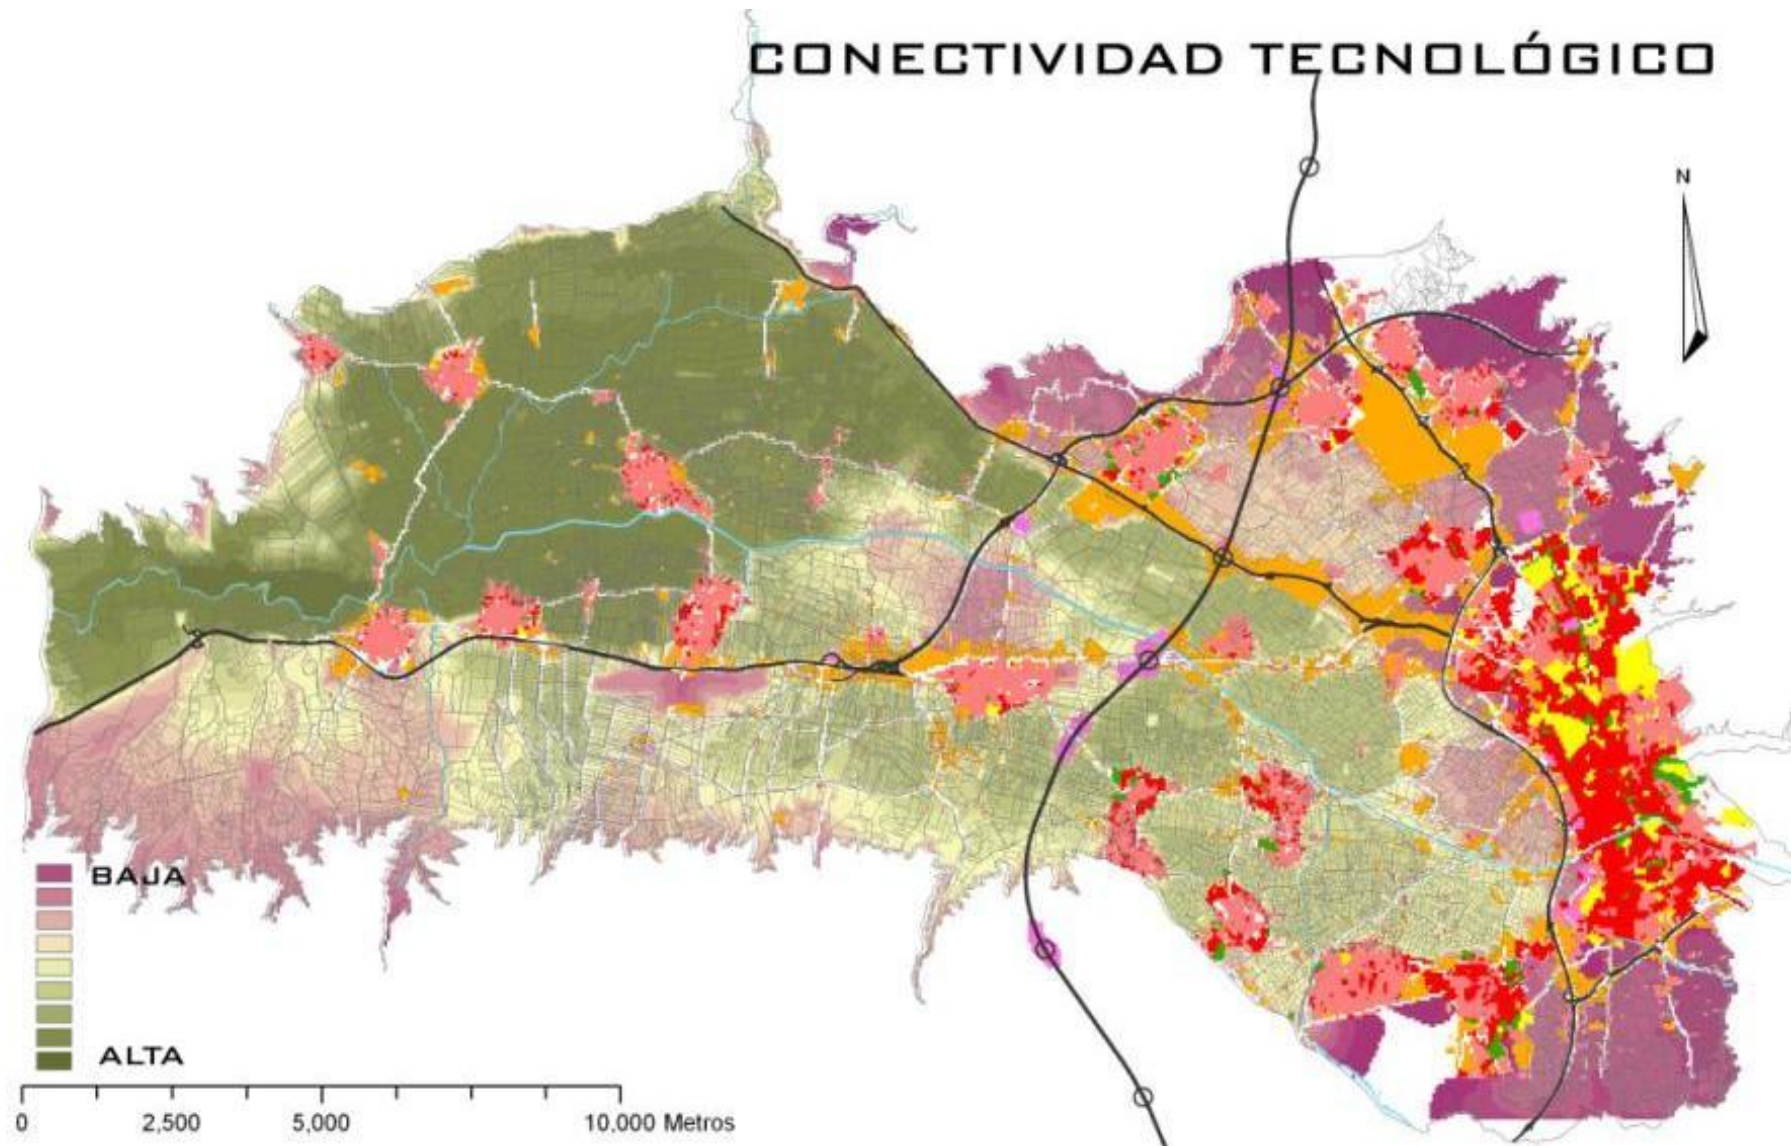 CONECTIVIDAD TECNOLÓGICO
N
BAJA
ALTA
0 2,500 5,000 10,000 Metros